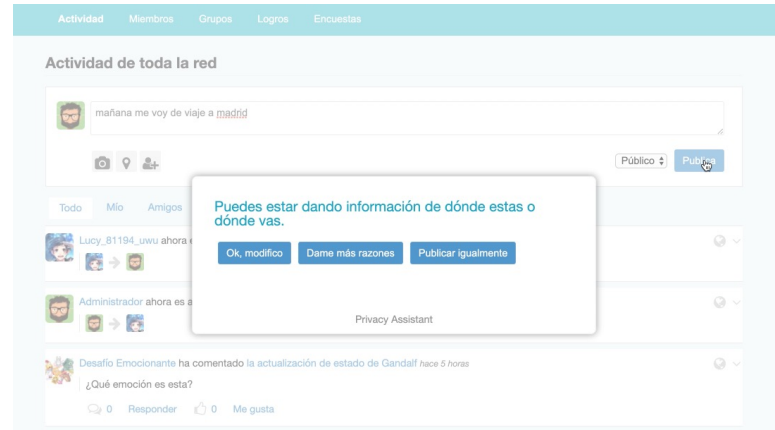 Actividad Miembros Grupos Logros Encuestas
Actividad de toda la red
mañana me voy de viaje a madrid
Público
Todo Mío Amigos
Puedes estar dando información de dónde estas o
dónde vas.
Ok, modifico Dame más razones Publicar igualmente
Privacy Assistant
Lucy_81194_uwu ahora
Administrador ahora es a
Desafío Emocionante ha comentado la actualización de estado de Gandalf hace 5 horas
¿Qué emoción es esta?
0 Responder 0 Me gusta